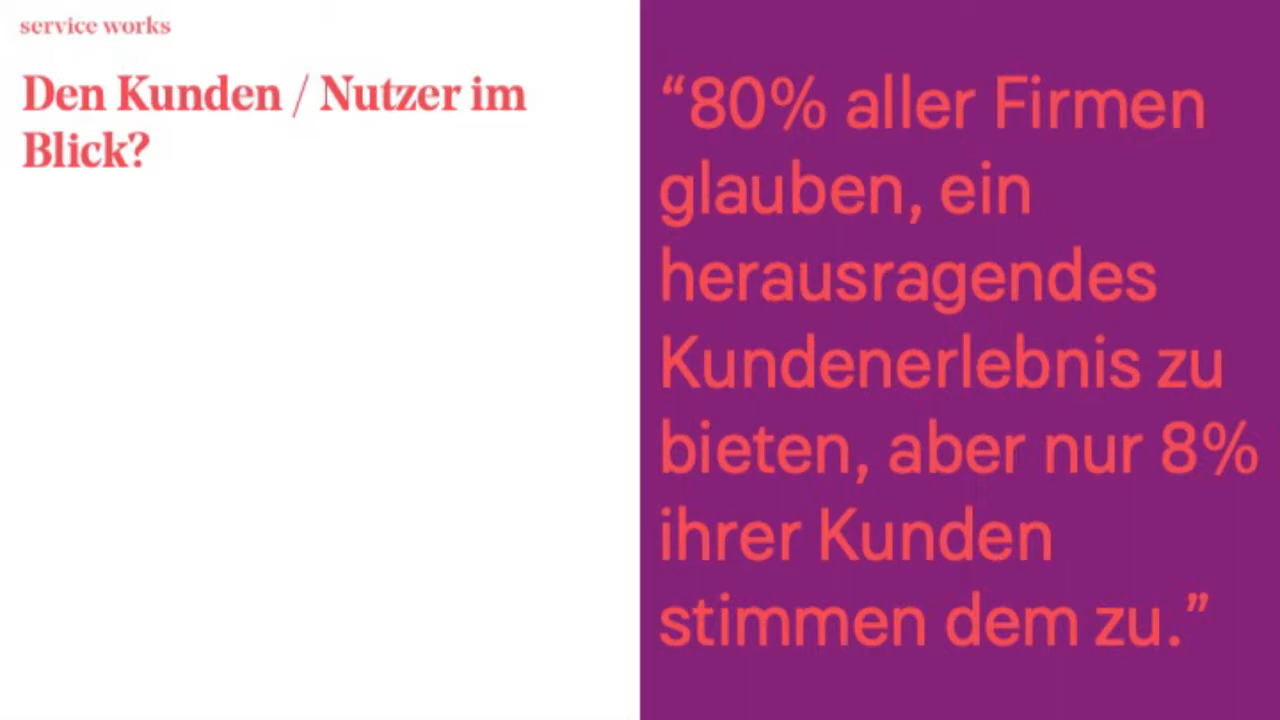 service works
Den Kunden / Nutzer im
Blick?
“80% aller Firmen
glauben, ein
herausragendes
Kundenerlebnis zu
bieten, aber nur 8%
ihrer Kunden
stimmen dem zu.”